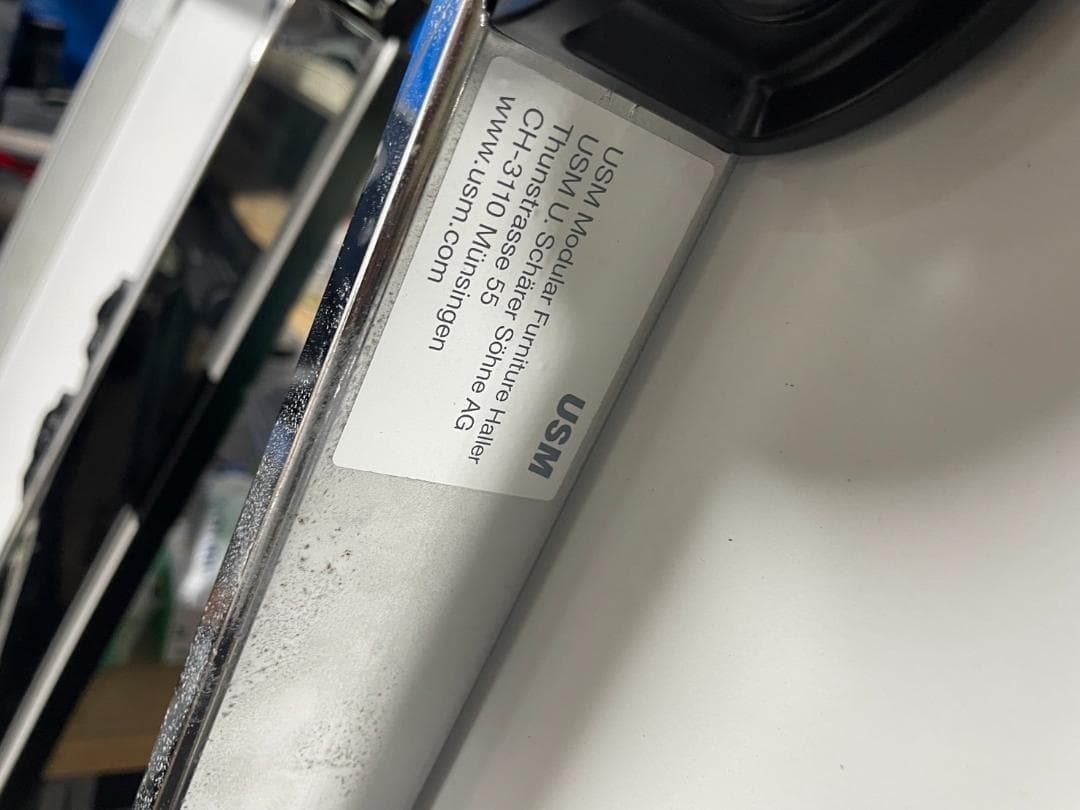 USM Modular Furniture Haller
USM U. Schärer Söhne AG
Thunstrasse 55
CH-3110 Münsingen
www.usm.com
USM